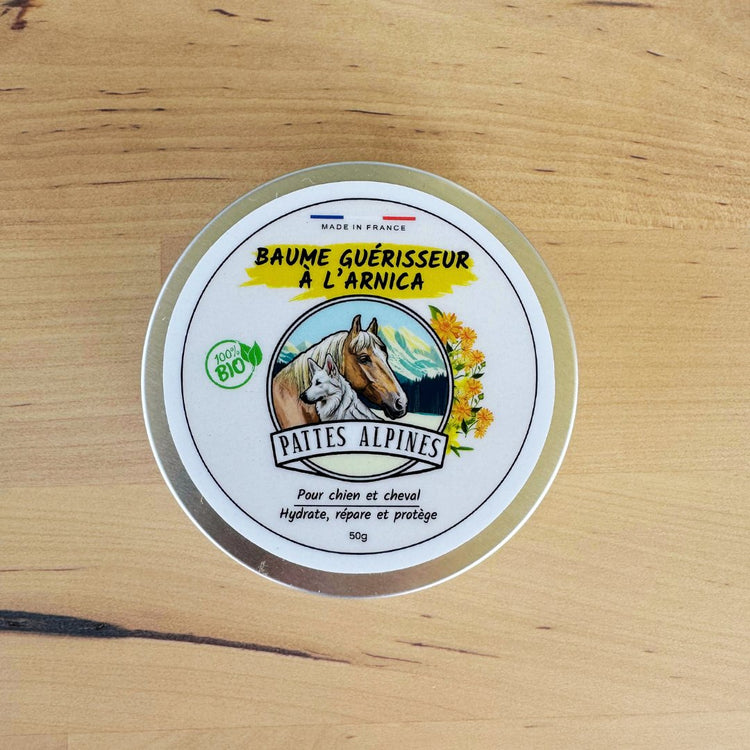 MADE IN FRANCE
BAUME GUÉRISSEUR
À L'ARNICA
100%
BIO
PATTES ALPINES
Pour chien et cheval
Hydrate, répare et protège
50g